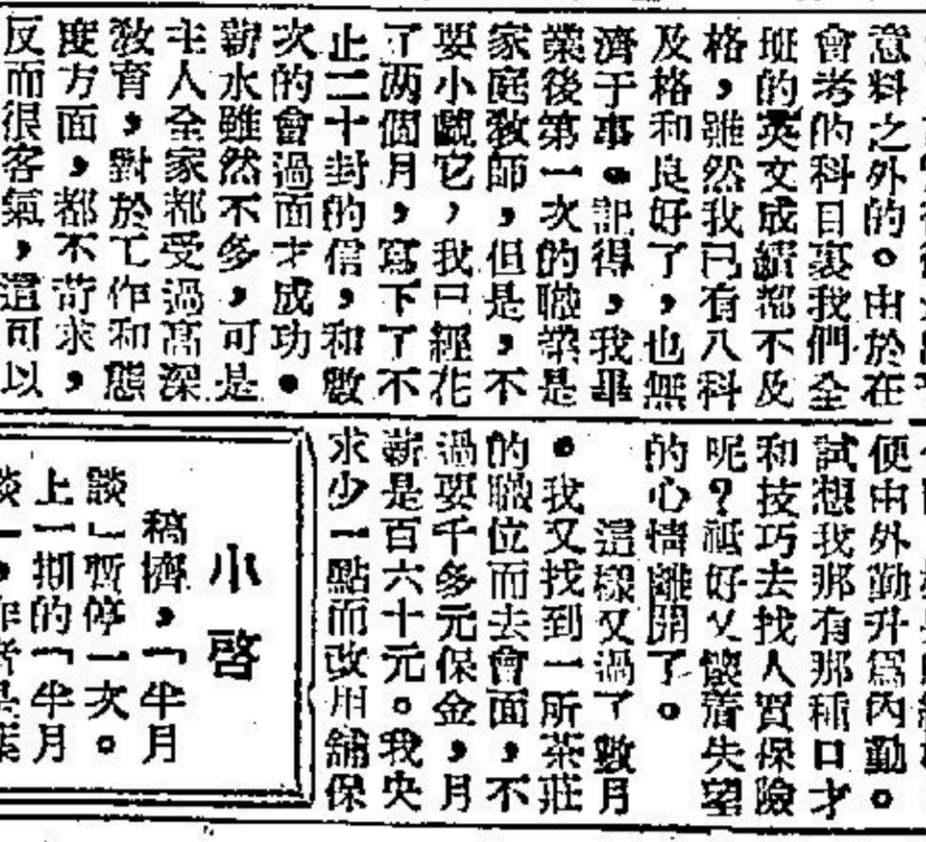 意料之外的。由於在
會考的科目裏我們全
班的英文成績都不及
格,雖然我已有八科
及格和良好了,也無
濟于事。記得,我畢
業後第一次的職業是
家庭教師,但是,不
要小覷它,我已經花
了兩個月,寫下了不
止二十封的信,和數
次的會過面才成功。
薪水雖然不多,可是
主人全家都受過高深
教育,對於工作和態
度方面,都不苛求,
反而很客氣,這可以
便由外勤升爲內勤。
試想我那有那種口才
和技巧去找人買保險
呢?祗好又懷着失望
的心情離開了。
這樣又過了數月
。我又找到一所茶莊
的職位而去會面,不
過要千多元保金,月
薪是百六十元。我央
求少一點而改用舖保
小啓
稿擠,「半月
談」暫停一次。
上一期的「半月